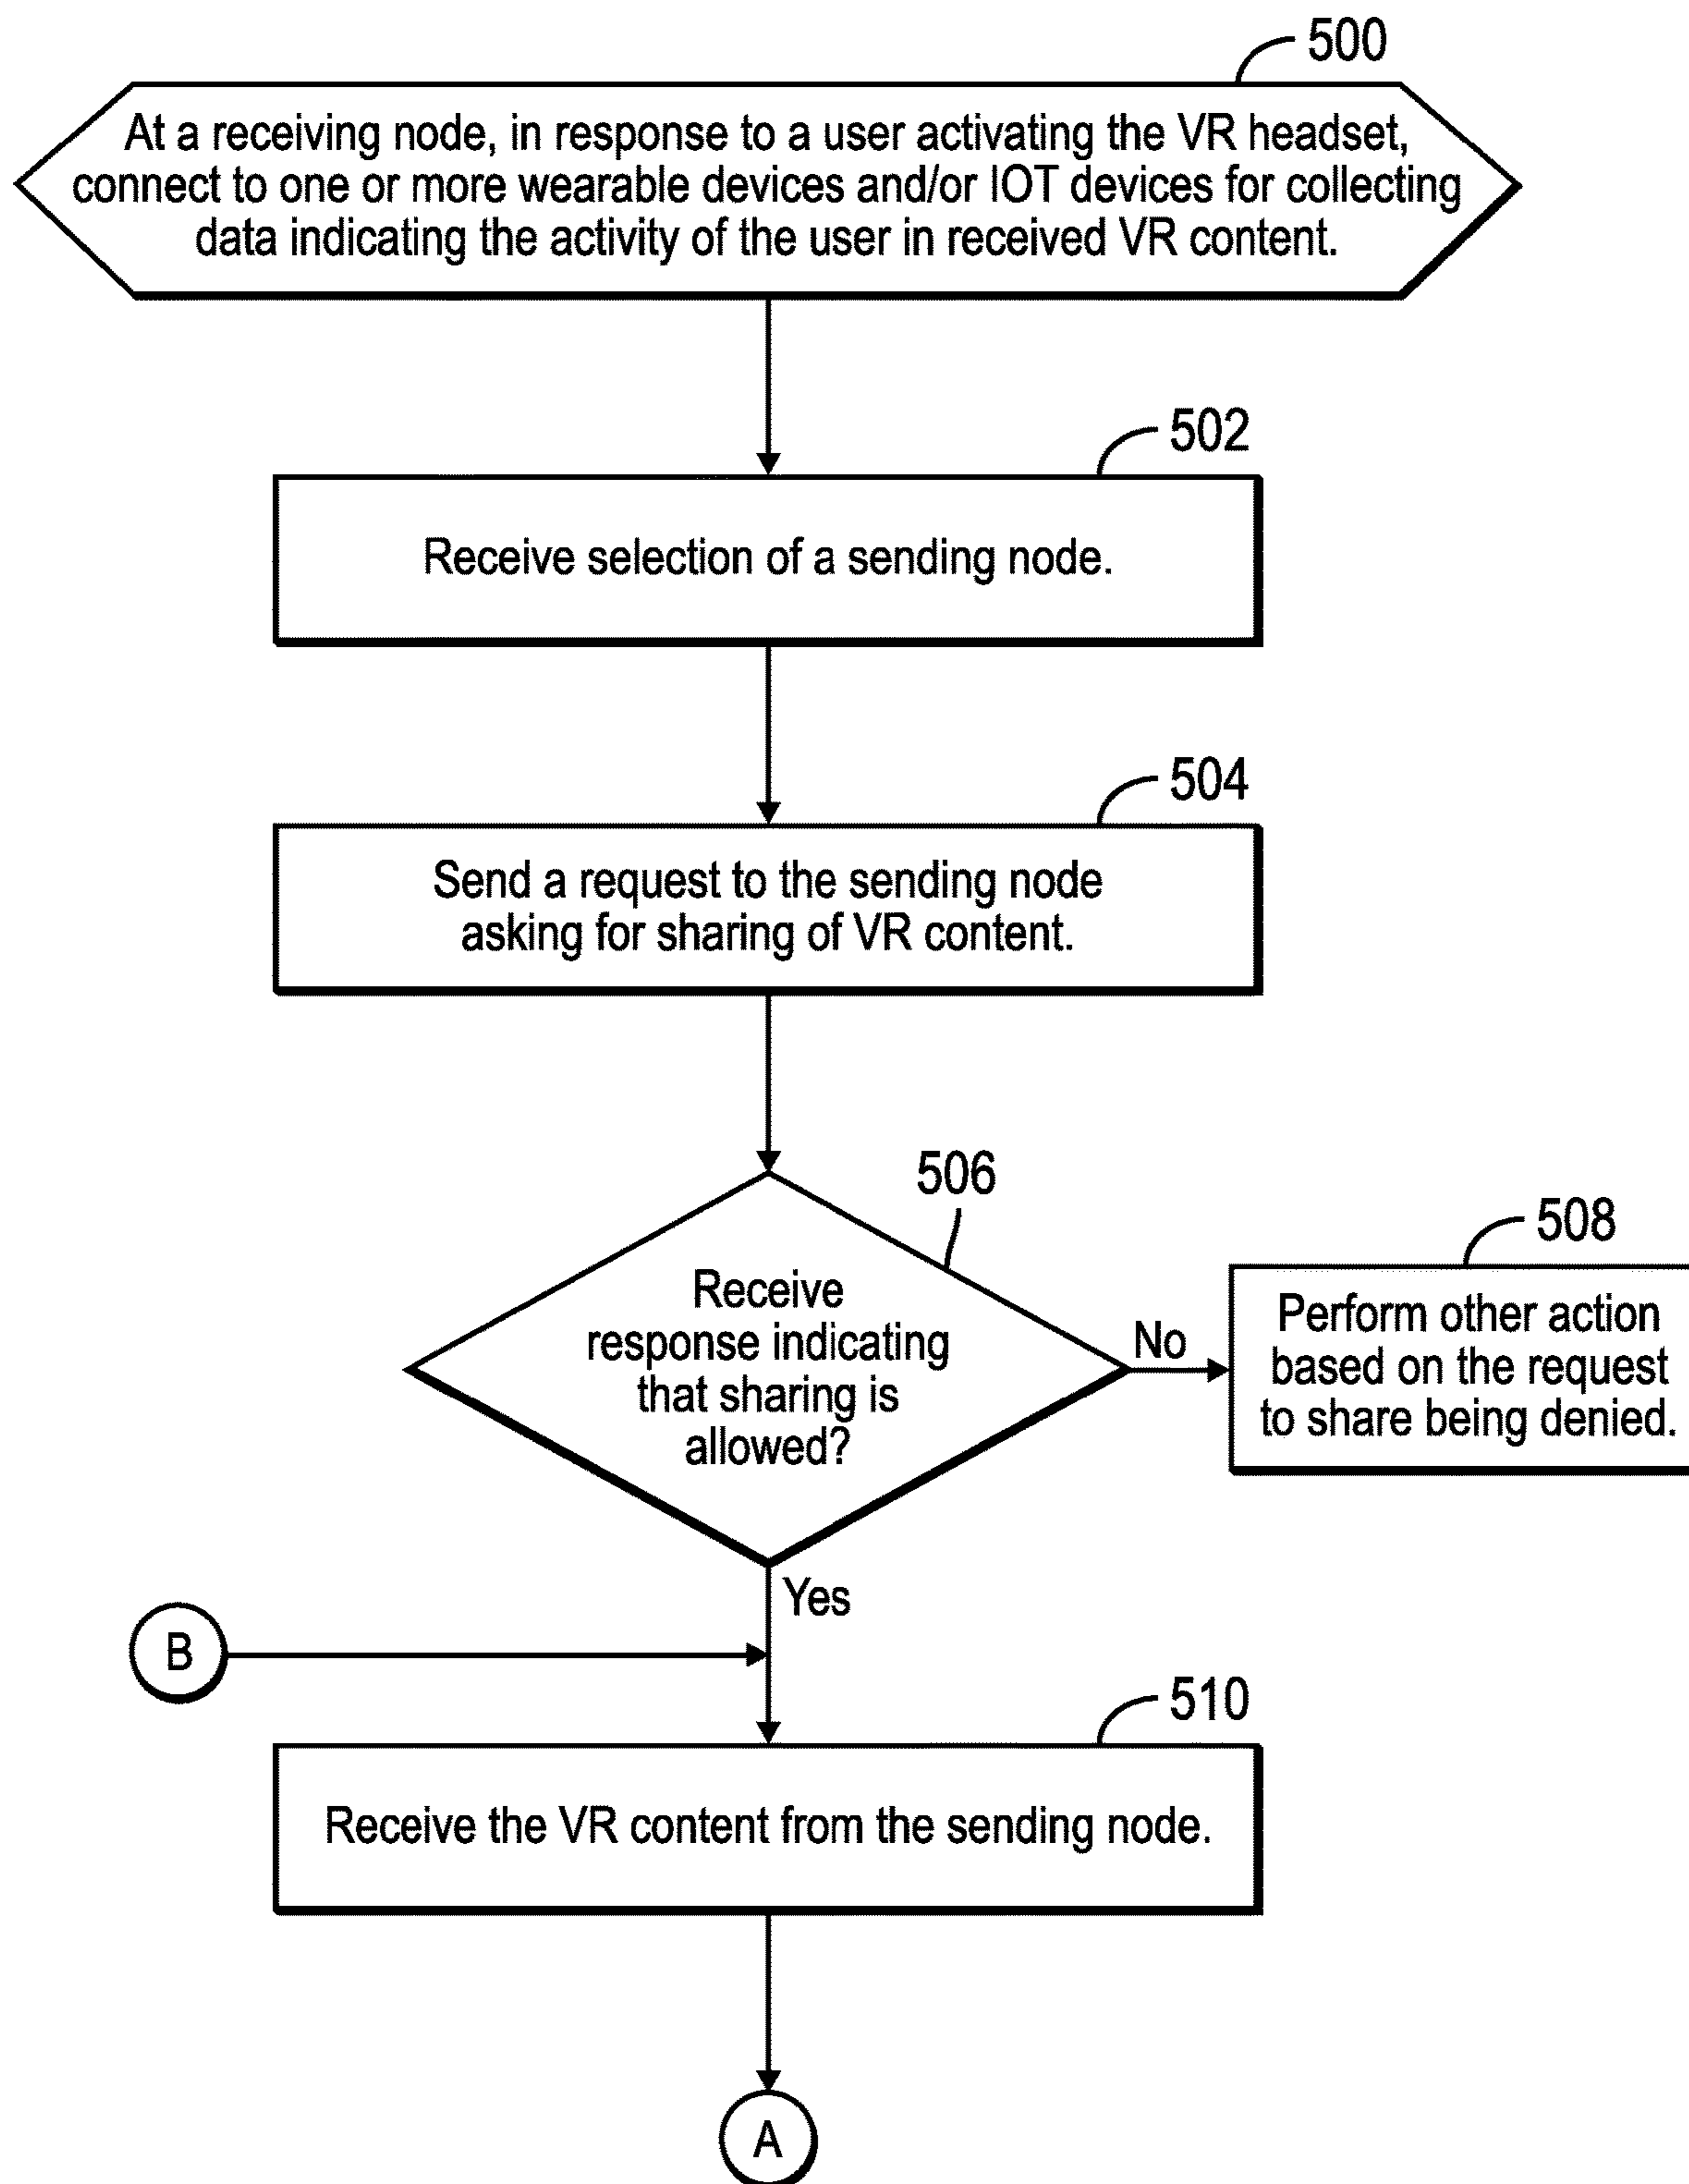 500
At a receiving node, in response to a user activating the VR headset,
connect to one or more wearable devices and/or IOT devices for collecting
data indicating the activity of the user in received VR content.
502
Receive selection of a sending node.
504
Send a request to the sending node
asking for sharing of VR content.
506
Receive
response indicating
that sharing is
allowed?
No
508
Perform other action
based on the request
to share being denied.
Yes
B
510
Receive the VR content from the sending node.
A